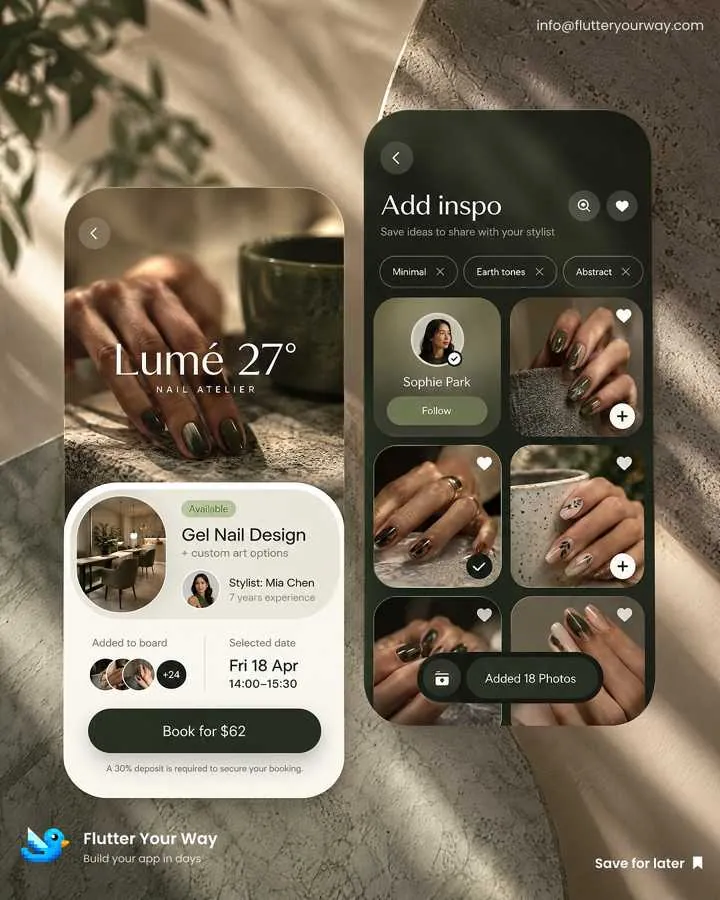 info@flutteryourway.com
Lumé 27°
NAIL ATELIER
Available
Gel Nail Design
+ custom art options
Stylist: Mia Chen
7 years experience
Added to board
+24
Selected date
Fri 18 Apr
14:00–15:30
Book for $62
A 30% deposit is required to secure your booking.
Add inspo
Save ideas to share with your stylist
Minimal
Earth tones
Abstract
Sophie Park
Follow
Added 18 Photos
Flutter Your Way
Build your app in days
Save for later